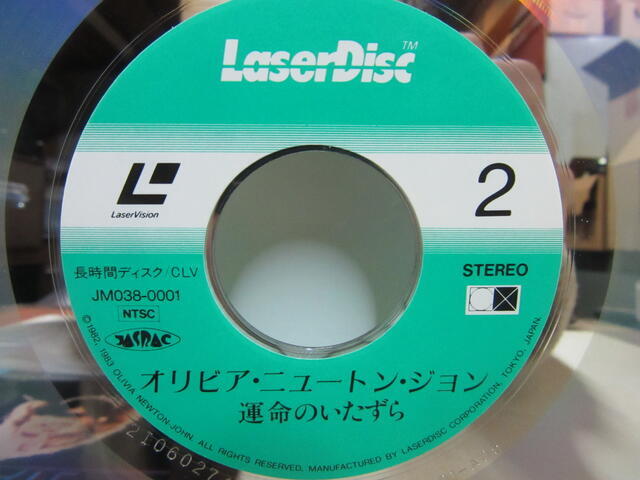 LaserDisc™
LaserVision
2
長時間ディスク/CLV
JM038-0001
NTSC
JASRAC
STEREO
オリビア・ニュートン・ジョン
運命のいたずら
©1982, 1983 OLIVIA NEWTON-JOHN. ALL RIGHTS RESERVED. MANUFACTURED BY LASERDISC CORPORATION, TOKYO, JAPAN.